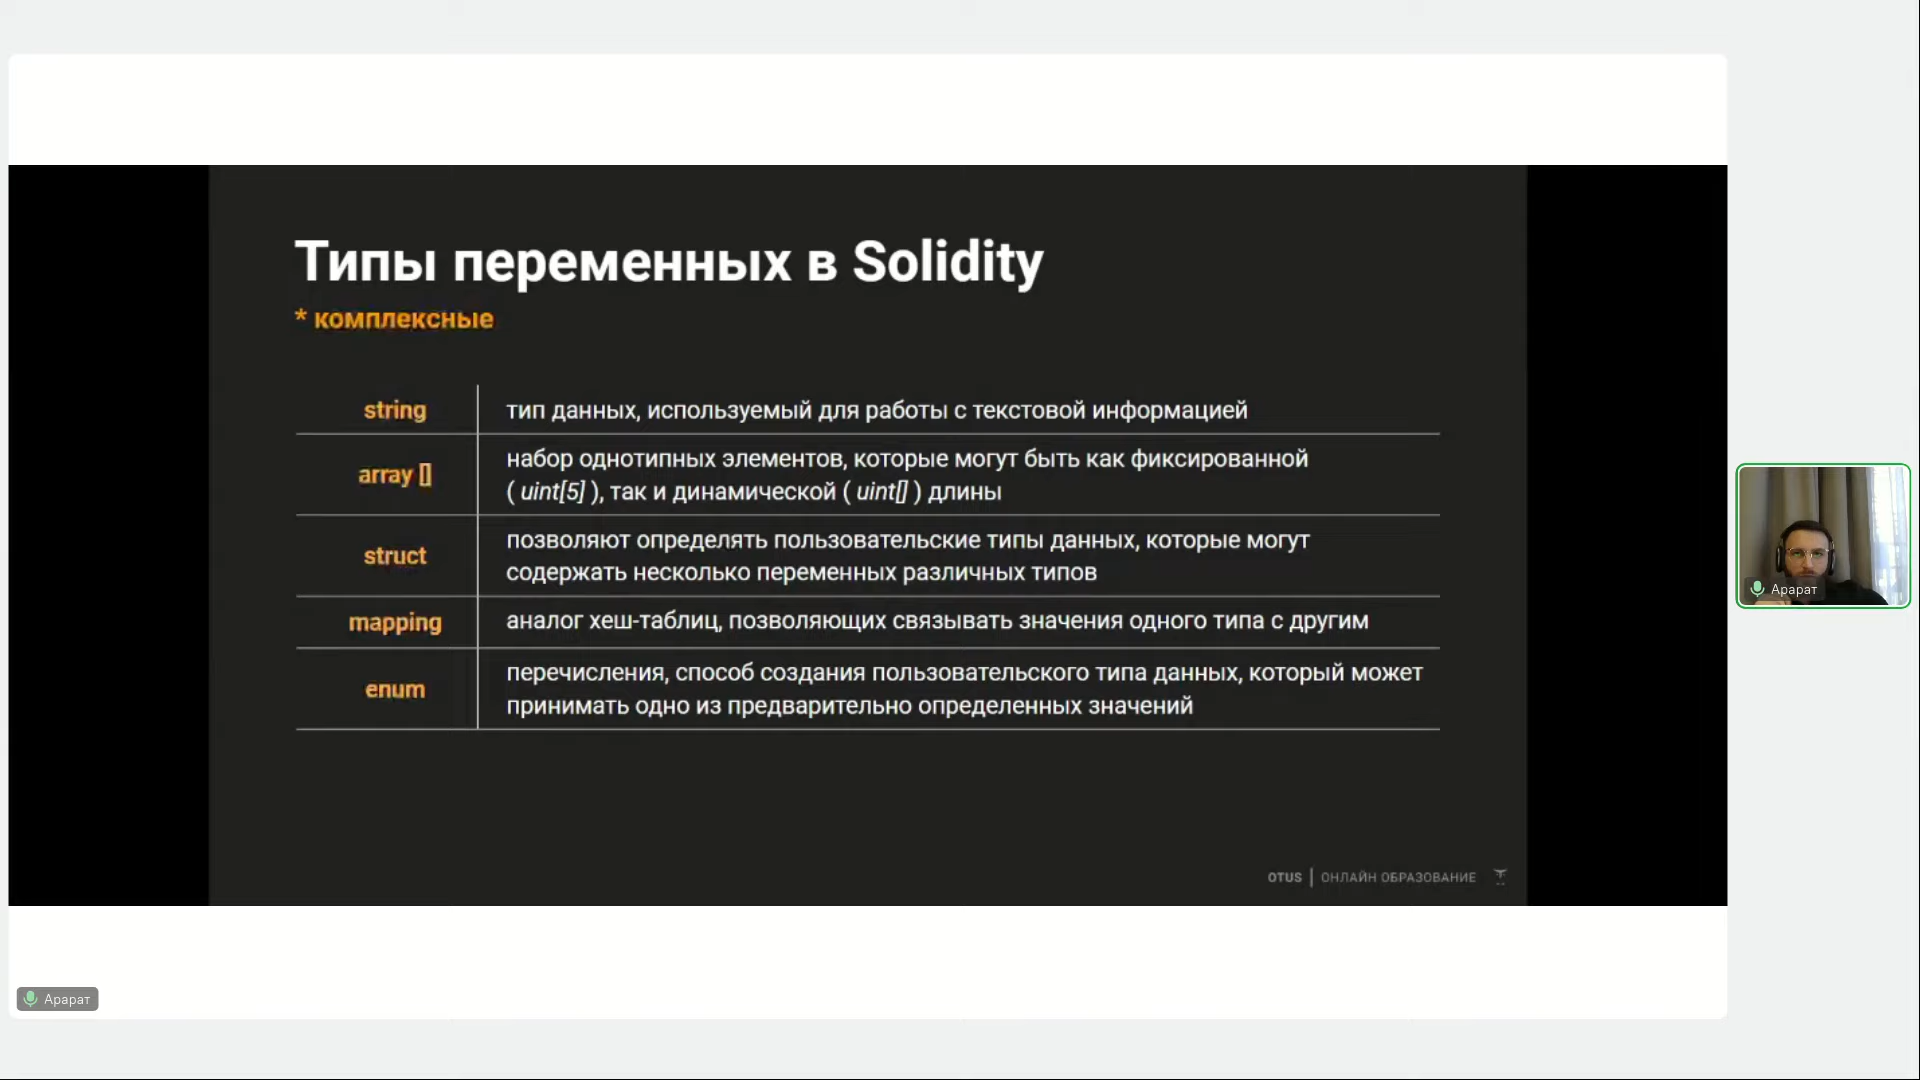 Типы переменных в Solidity
* комплексные
string
тип данных, используемый для работы с текстовой информацией
array []
набор однотипных элементов, которые могут быть как фиксированной
( uint[5] ), так и динамической ( uint[] ) длины
struct
позволяют определять пользовательские типы данных, которые могут
содержать несколько переменных различных типов
mapping
аналог хеш-таблиц, позволяющих связывать значения одного типа с другим
enum
перечисления, способ создания пользовательского типа данных, который может
принимать одно из предварительно определенных значений
OTUS | ОНЛАЙН ОБРАЗОВАНИЕ
Арарат
Арарат